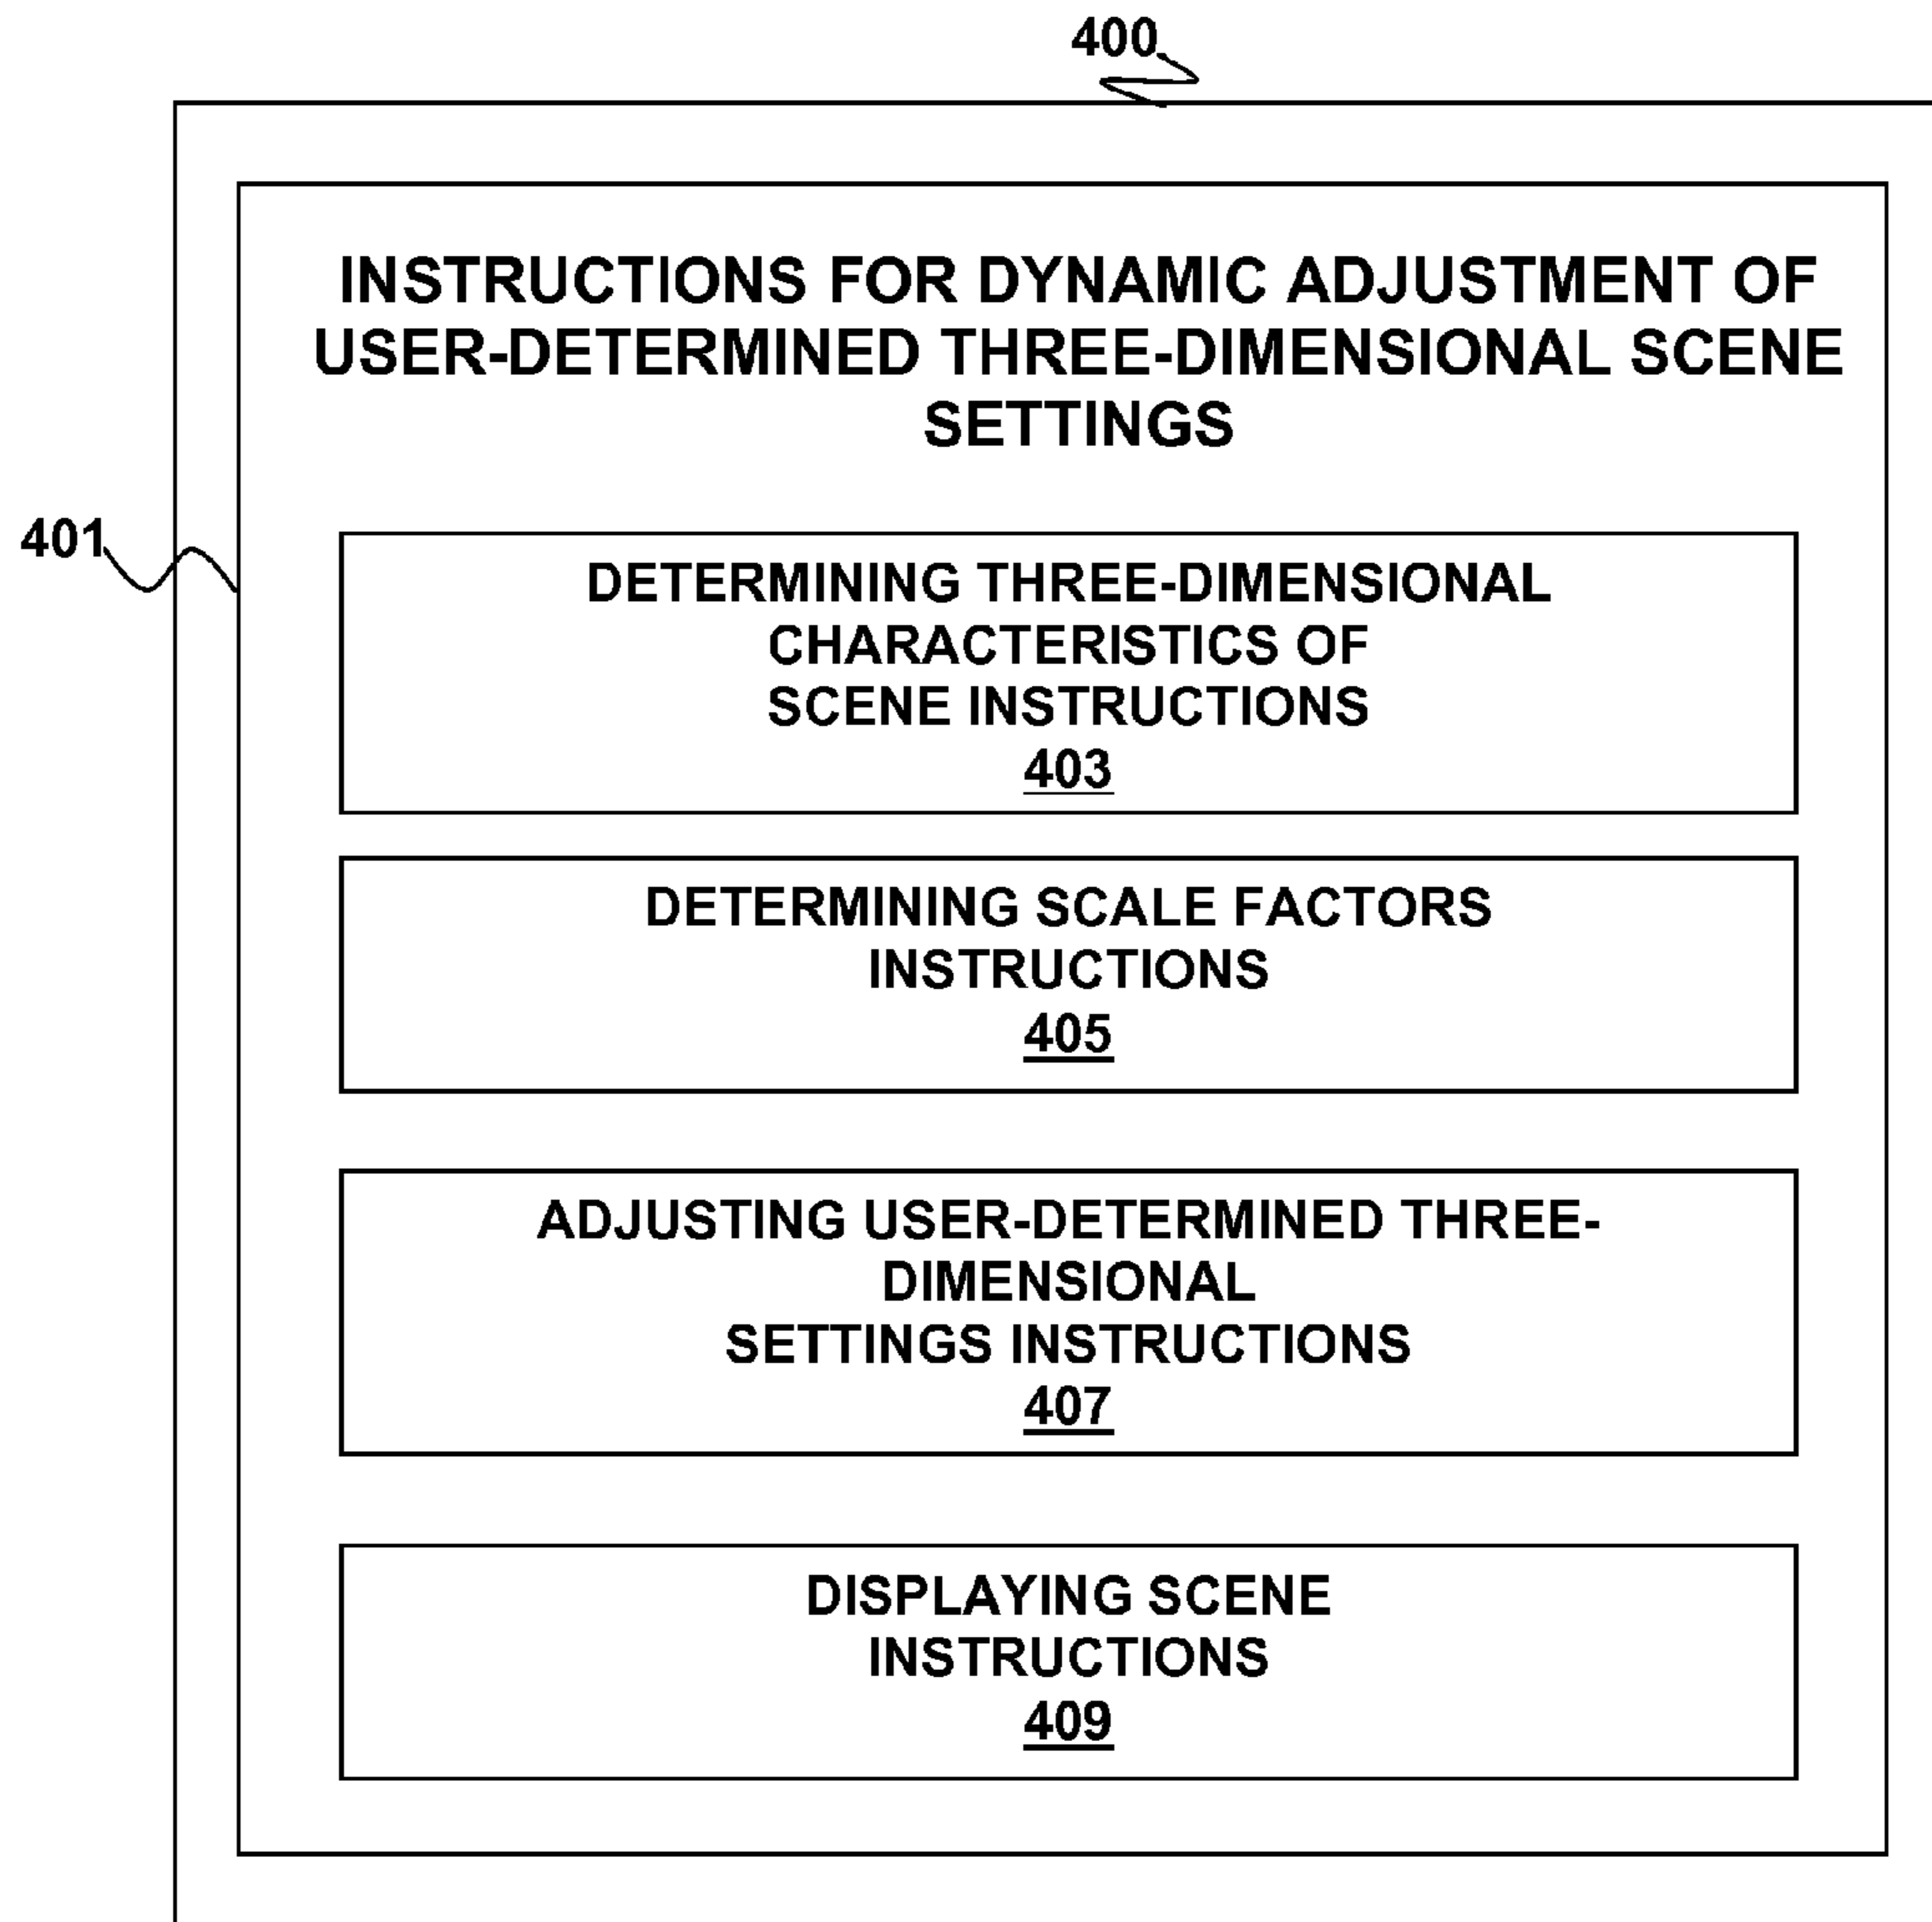 400
INSTRUCTIONS FOR DYNAMIC ADJUSTMENT OF
USER-DETERMINED THREE-DIMENSIONAL SCENE
SETTINGS
401
DETERMINING THREE-DIMENSIONAL
CHARACTERISTICS OF
SCENE INSTRUCTIONS
403
DETERMINING SCALE FACTORS
INSTRUCTIONS
405
ADJUSTING USER-DETERMINED THREE-
DIMENSIONAL
SETTINGS INSTRUCTIONS
407
DISPLAYING SCENE
INSTRUCTIONS
409